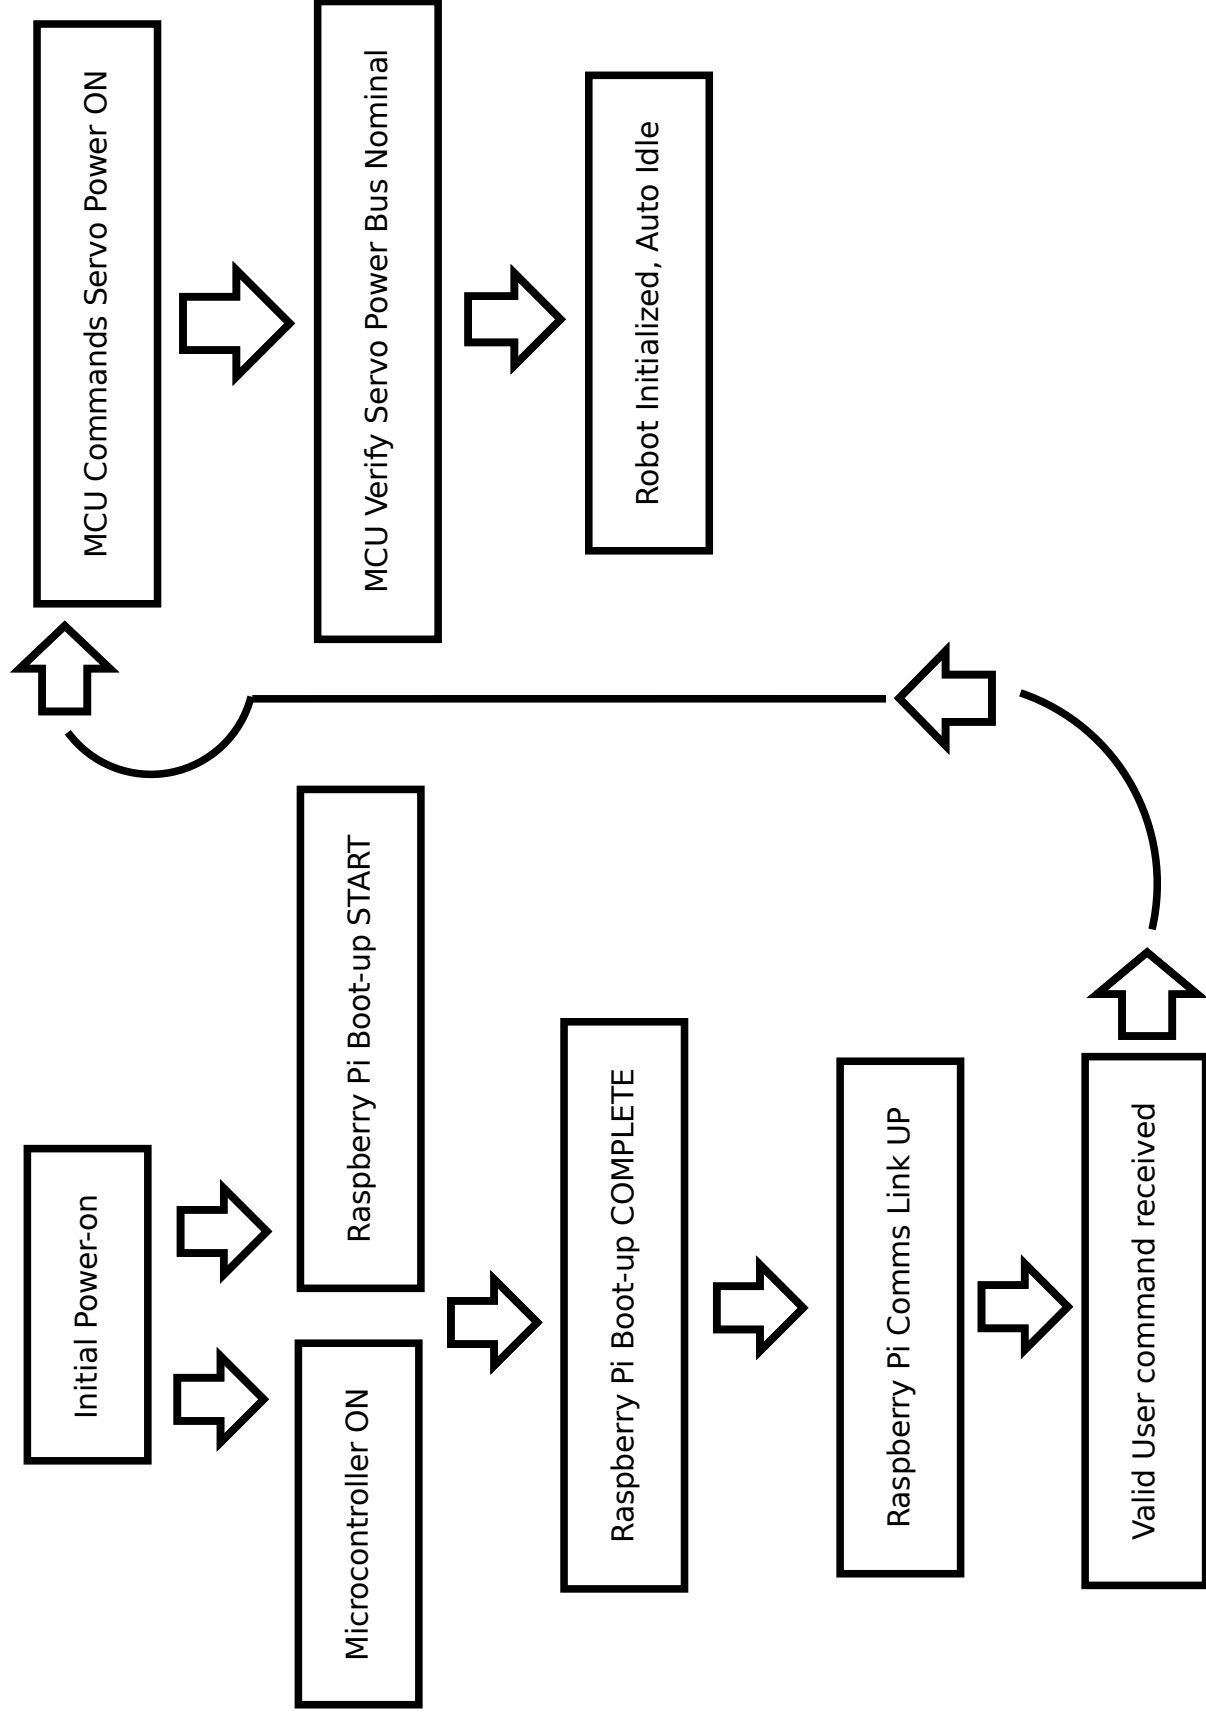 Initial Power-on
Microcontroller ON
Raspberry Pi Boot-up START
Raspberry Pi Boot-up COMPLETE
Raspberry Pi Comms Link UP
Valid User command received
MCU Commands Servo Power ON
MCU Verify Servo Power Bus Nominal
Robot Initialized, Auto Idle